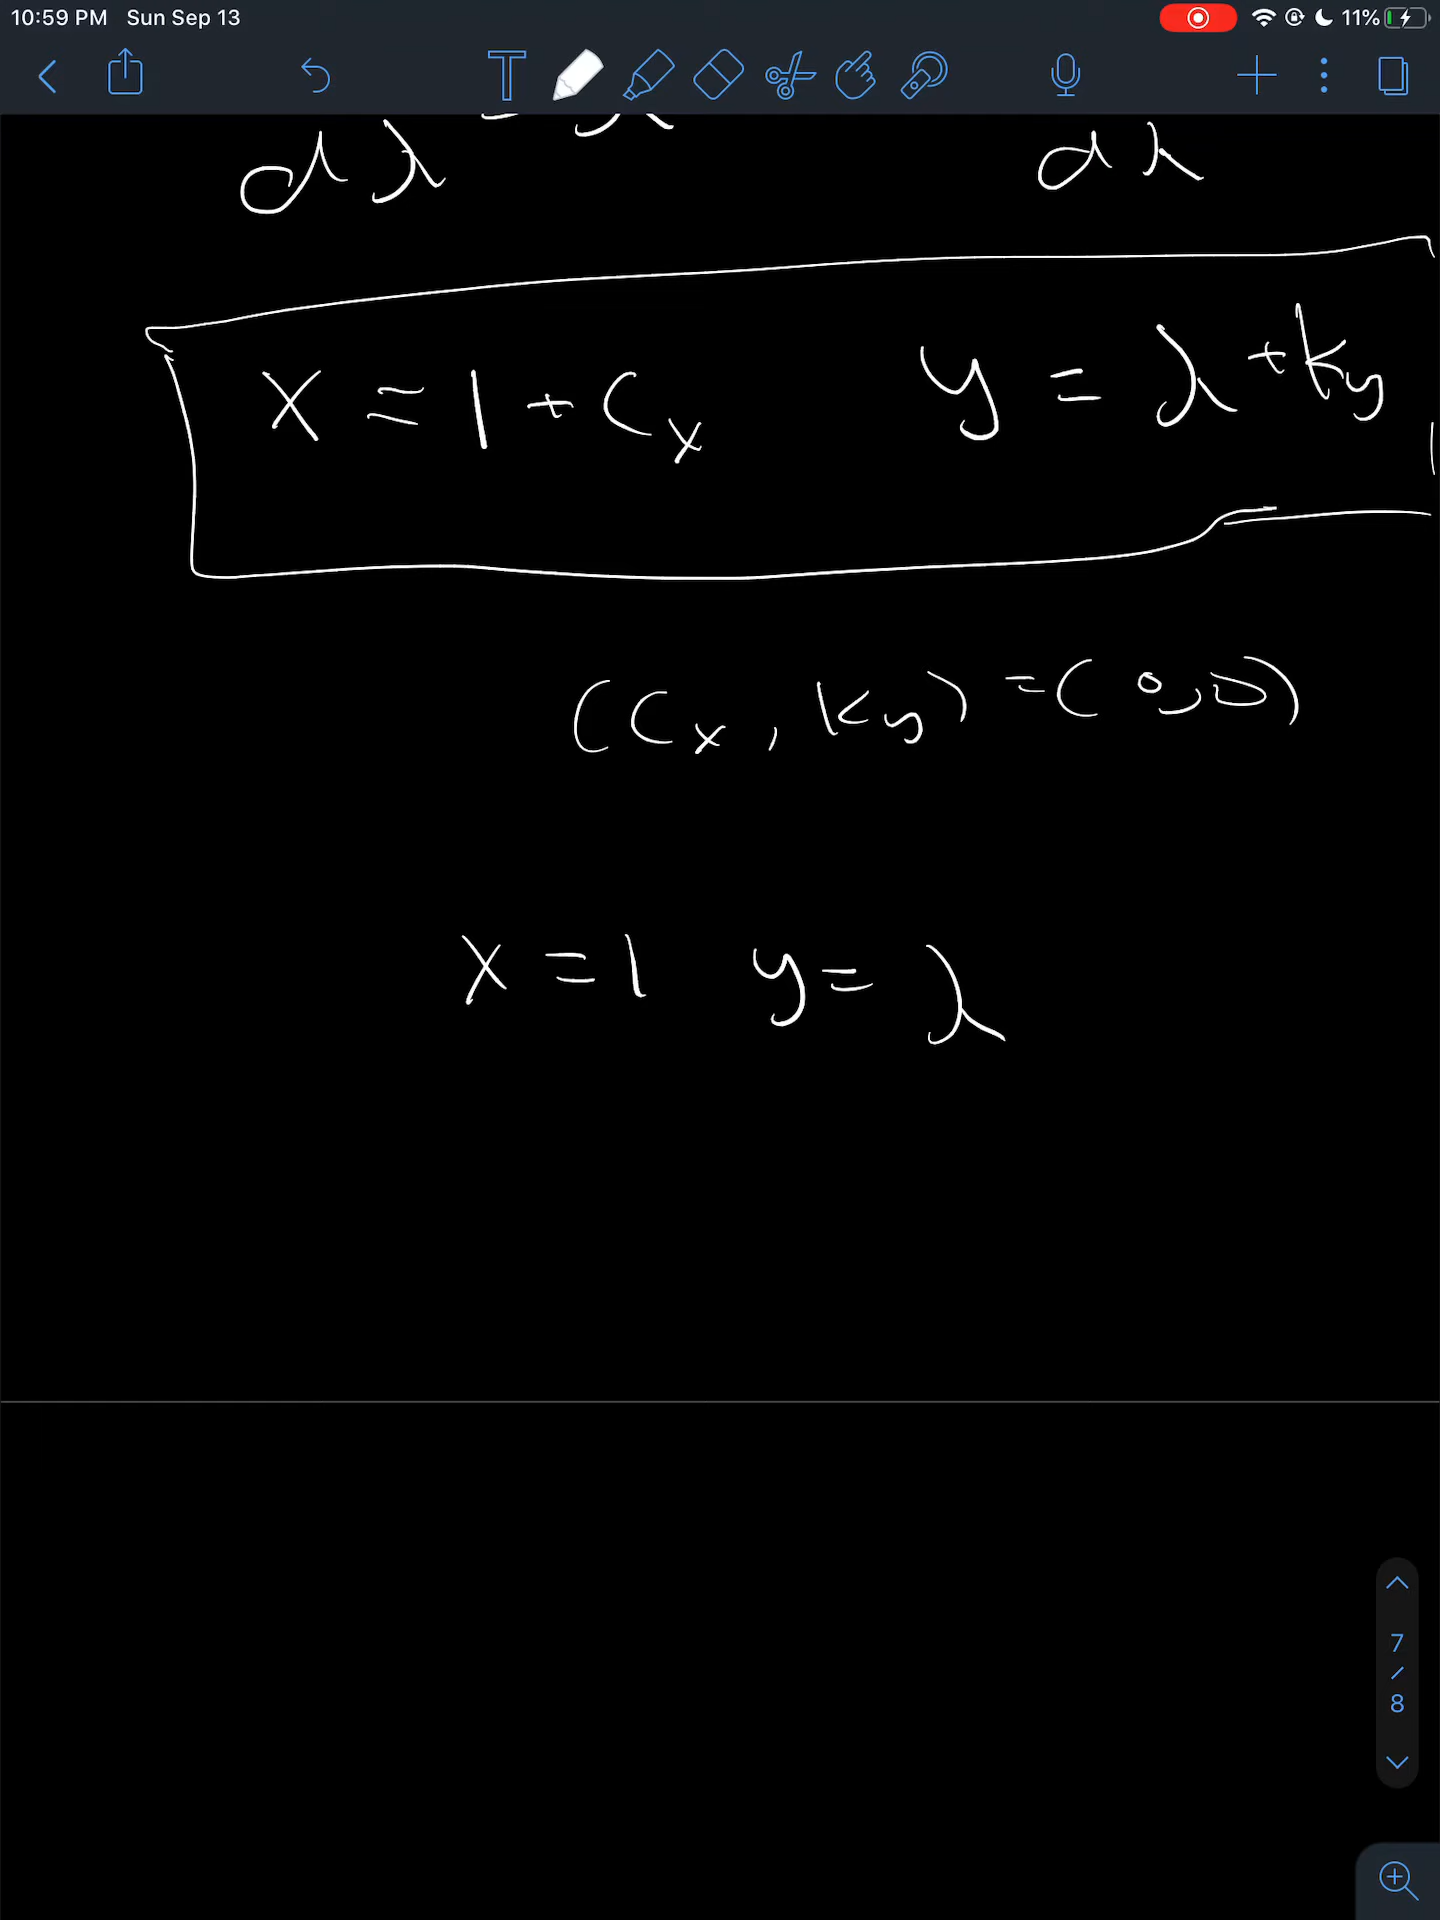 10:59 PM Sun Sep 13 11%
T
dλ dλ
x = 1 + Cx y = λ + ky
(Cx, ky) = (0,0)
x = 1 y = λ
7
/
8